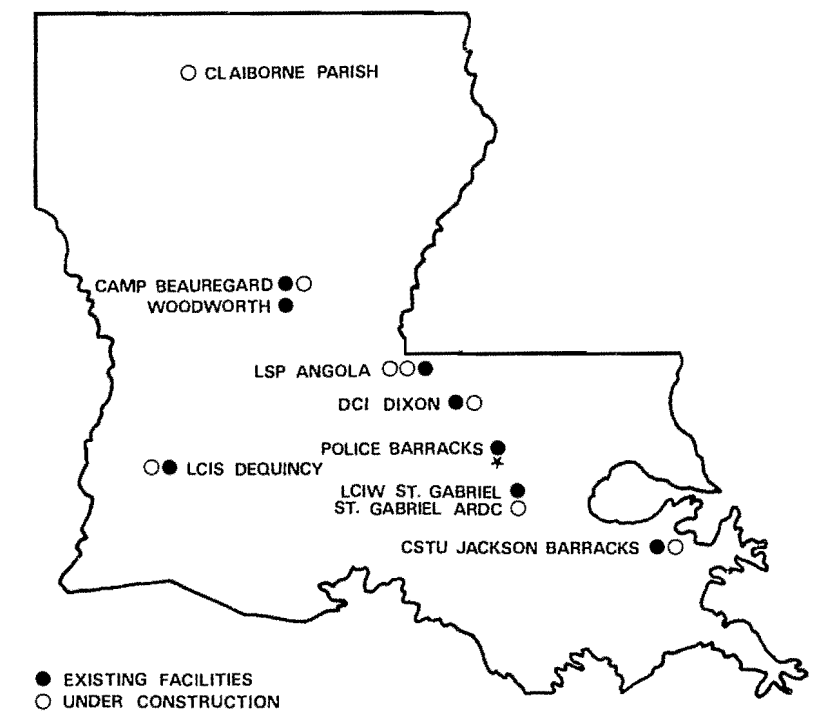 CLAIBORNE PARISH
CAMP BEAUREGARD
WOODWORTH
LSP ANGOLA
DCI DIXON
POLICE BARRACKS
LCIS DEQUINCY
LCIW ST. GABRIEL
ST. GABRIEL ARDC
CSTU JACKSON BARRACKS
EXISTING FACILITIES
UNDER CONSTRUCTION